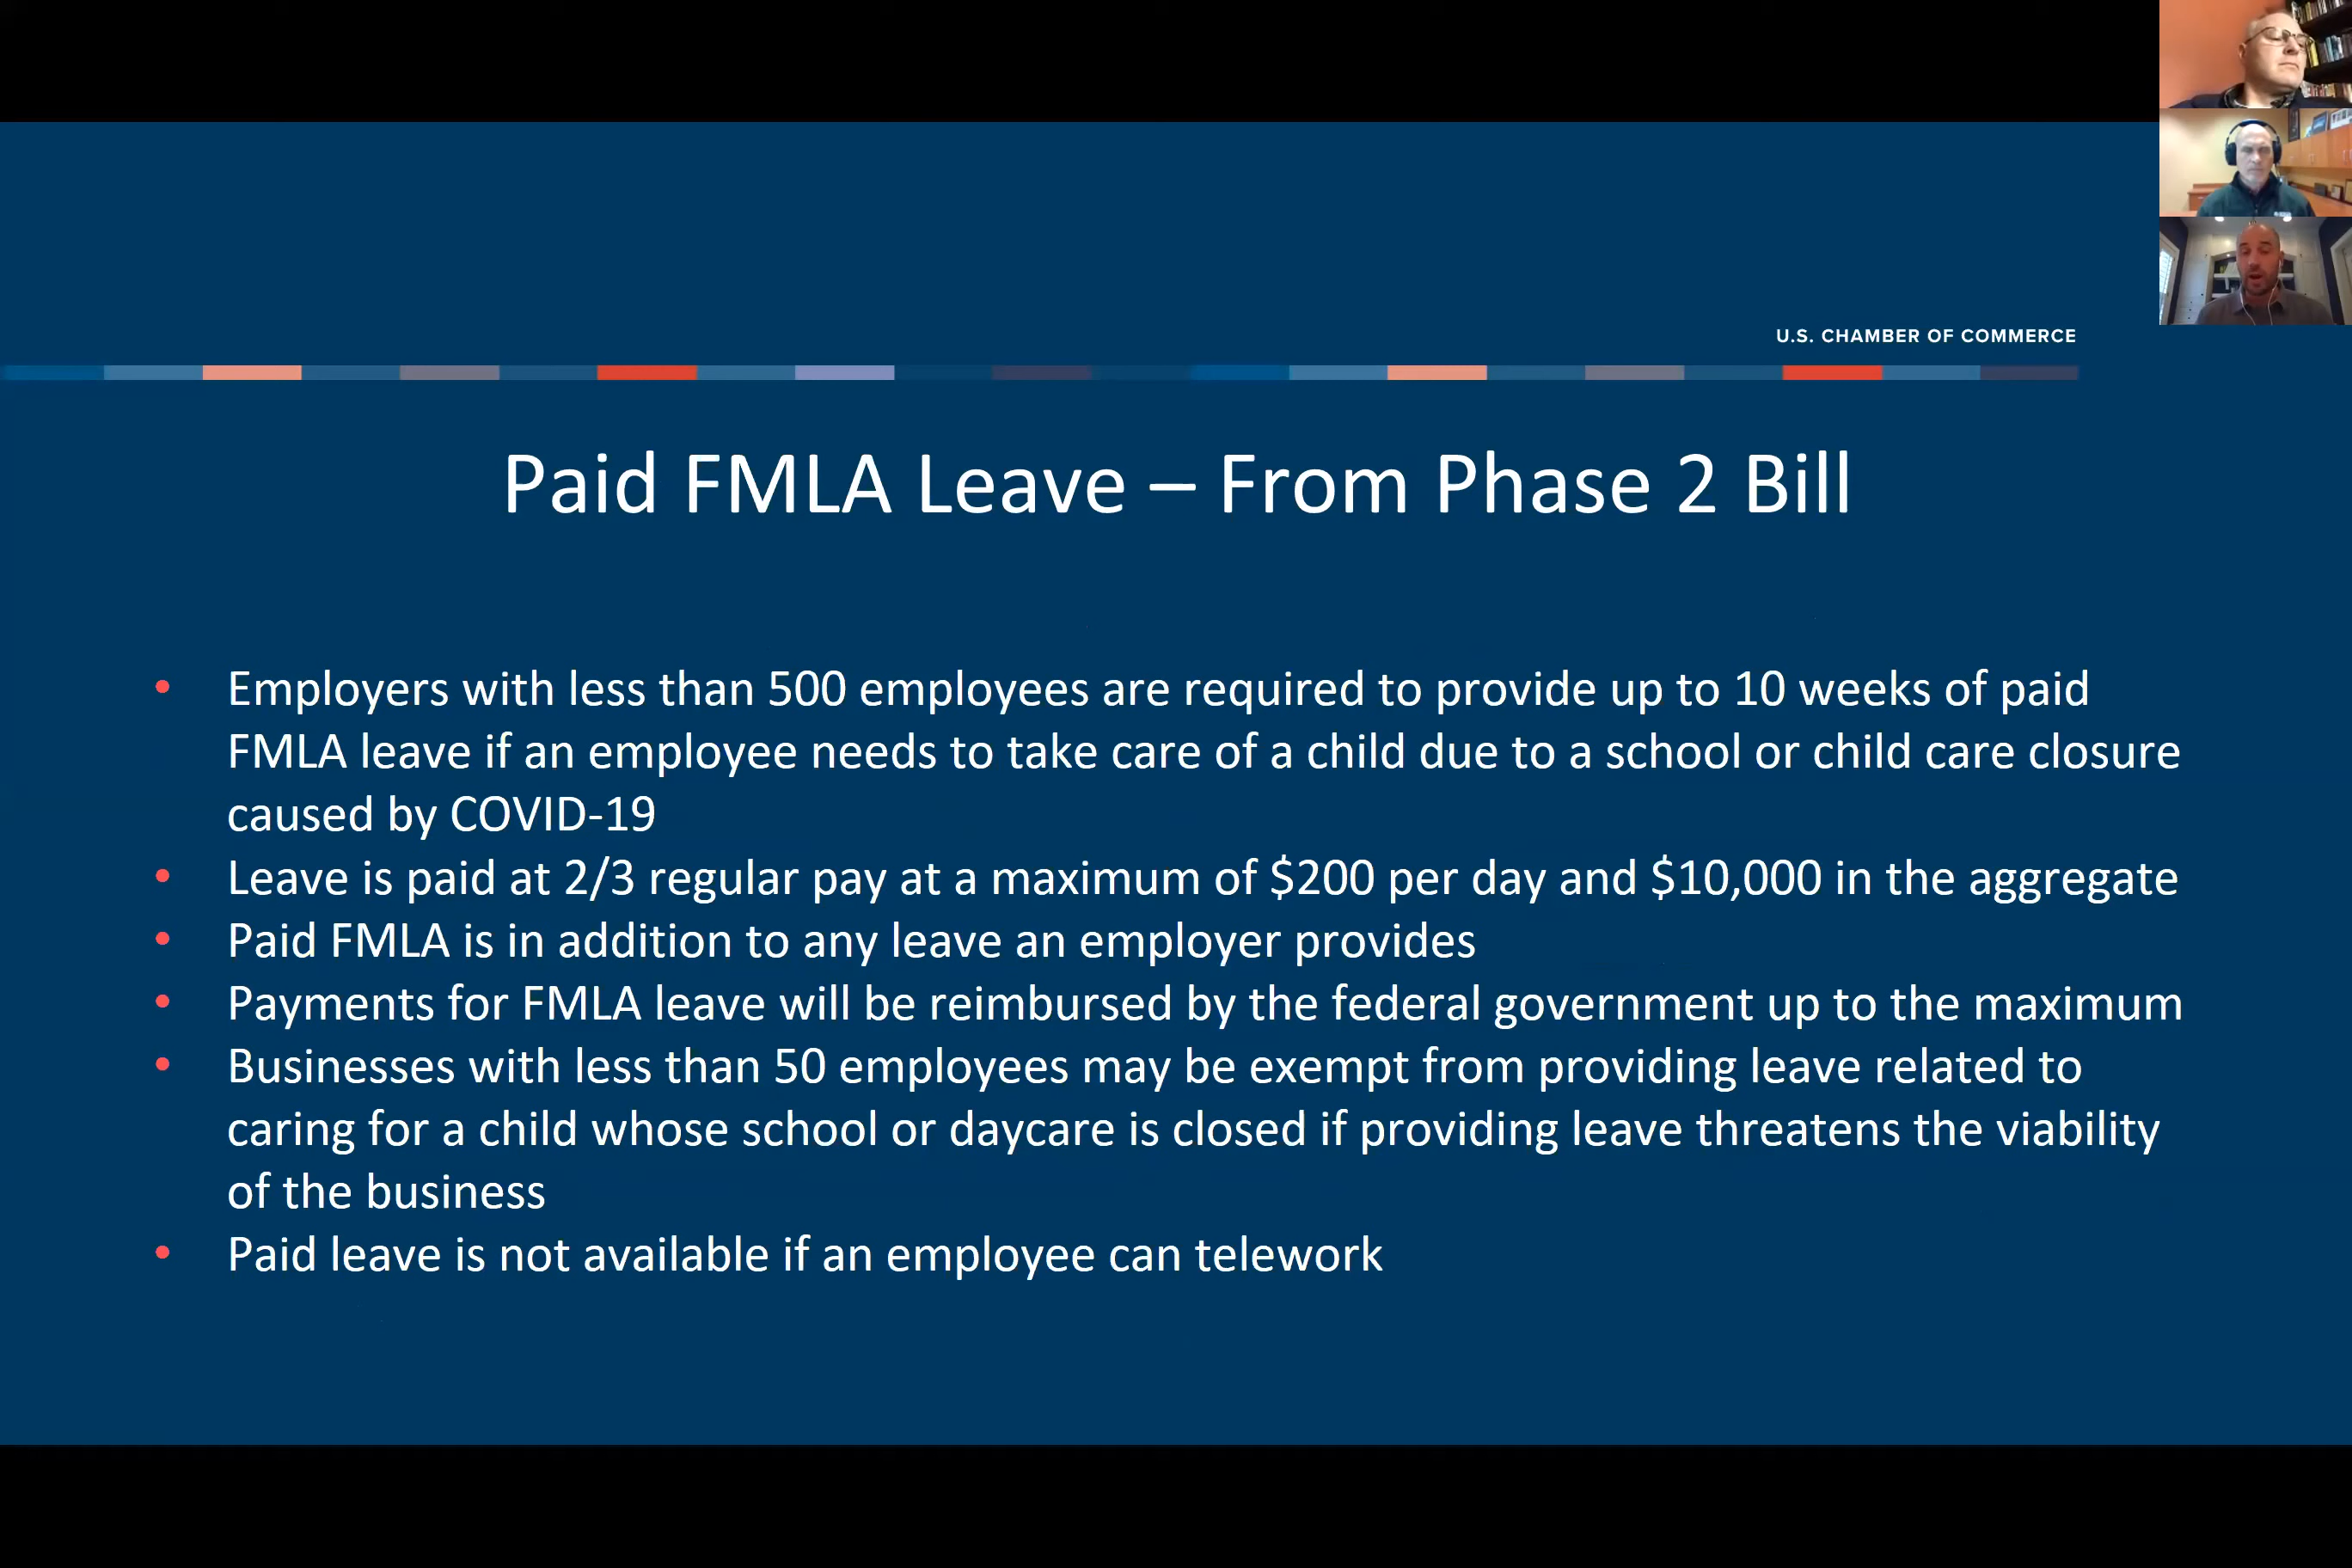 U.S. CHAMBER OF COMMERCE
Paid FMLA Leave – From Phase 2 Bill
• Employers with less than 500 employees are required to provide up to 10 weeks of paid
FMLA leave if an employee needs to take care of a child due to a school or child care closure
caused by COVID-19
• Leave is paid at 2/3 regular pay at a maximum of $200 per day and $10,000 in the aggregate
• Paid FMLA is in addition to any leave an employer provides
• Payments for FMLA leave will be reimbursed by the federal government up to the maximum
• Businesses with less than 50 employees may be exempt from providing leave related to
caring for a child whose school or daycare is closed if providing leave threatens the viability
of the business
• Paid leave is not available if an employee can telework